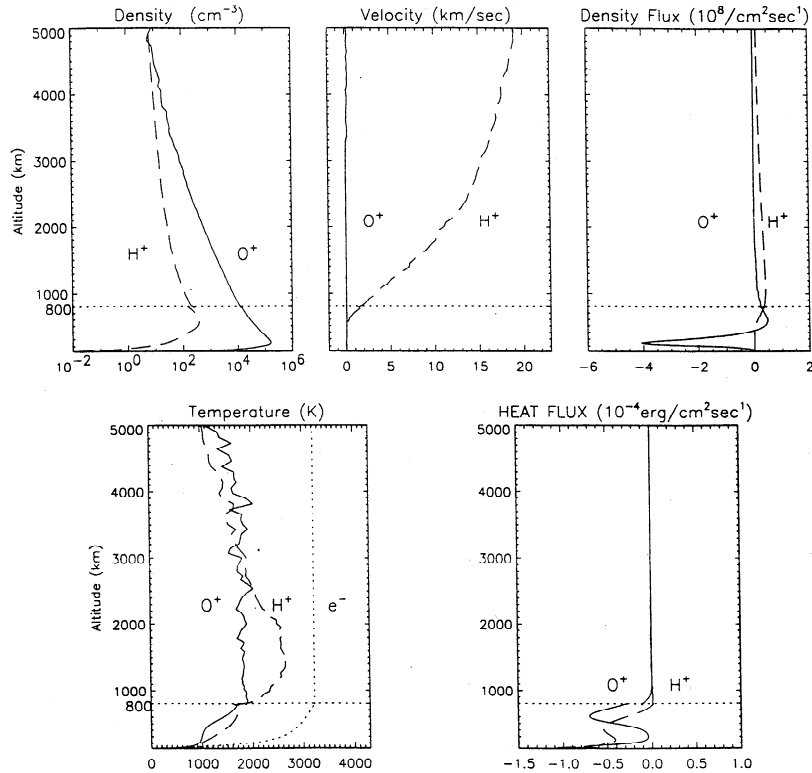 Density (cm⁻³)
Velocity (km/sec)
Density Flux (10⁸/cm²sec¹)
5000
4000
3000
2000
1000
800
Altitude (km)
H⁺
O⁺
10⁻²
10⁰
10²
10⁴
10⁶
O⁺
H⁺
0
5
10
15
20
O⁺
H⁺
−6
−4
−2
0
2
Temperature (K)
HEAT FLUX (10⁻⁴erg/cm²sec¹)
5000
4000
3000
2000
1000
800
Altitude (km)
O⁺
H⁺
e⁻
0
1000
2000
3000
4000
5000
4000
3000
2000
1000
800
O⁺
H⁺
−1.5
−1.0
−0.5
0.0
0.5
1.0